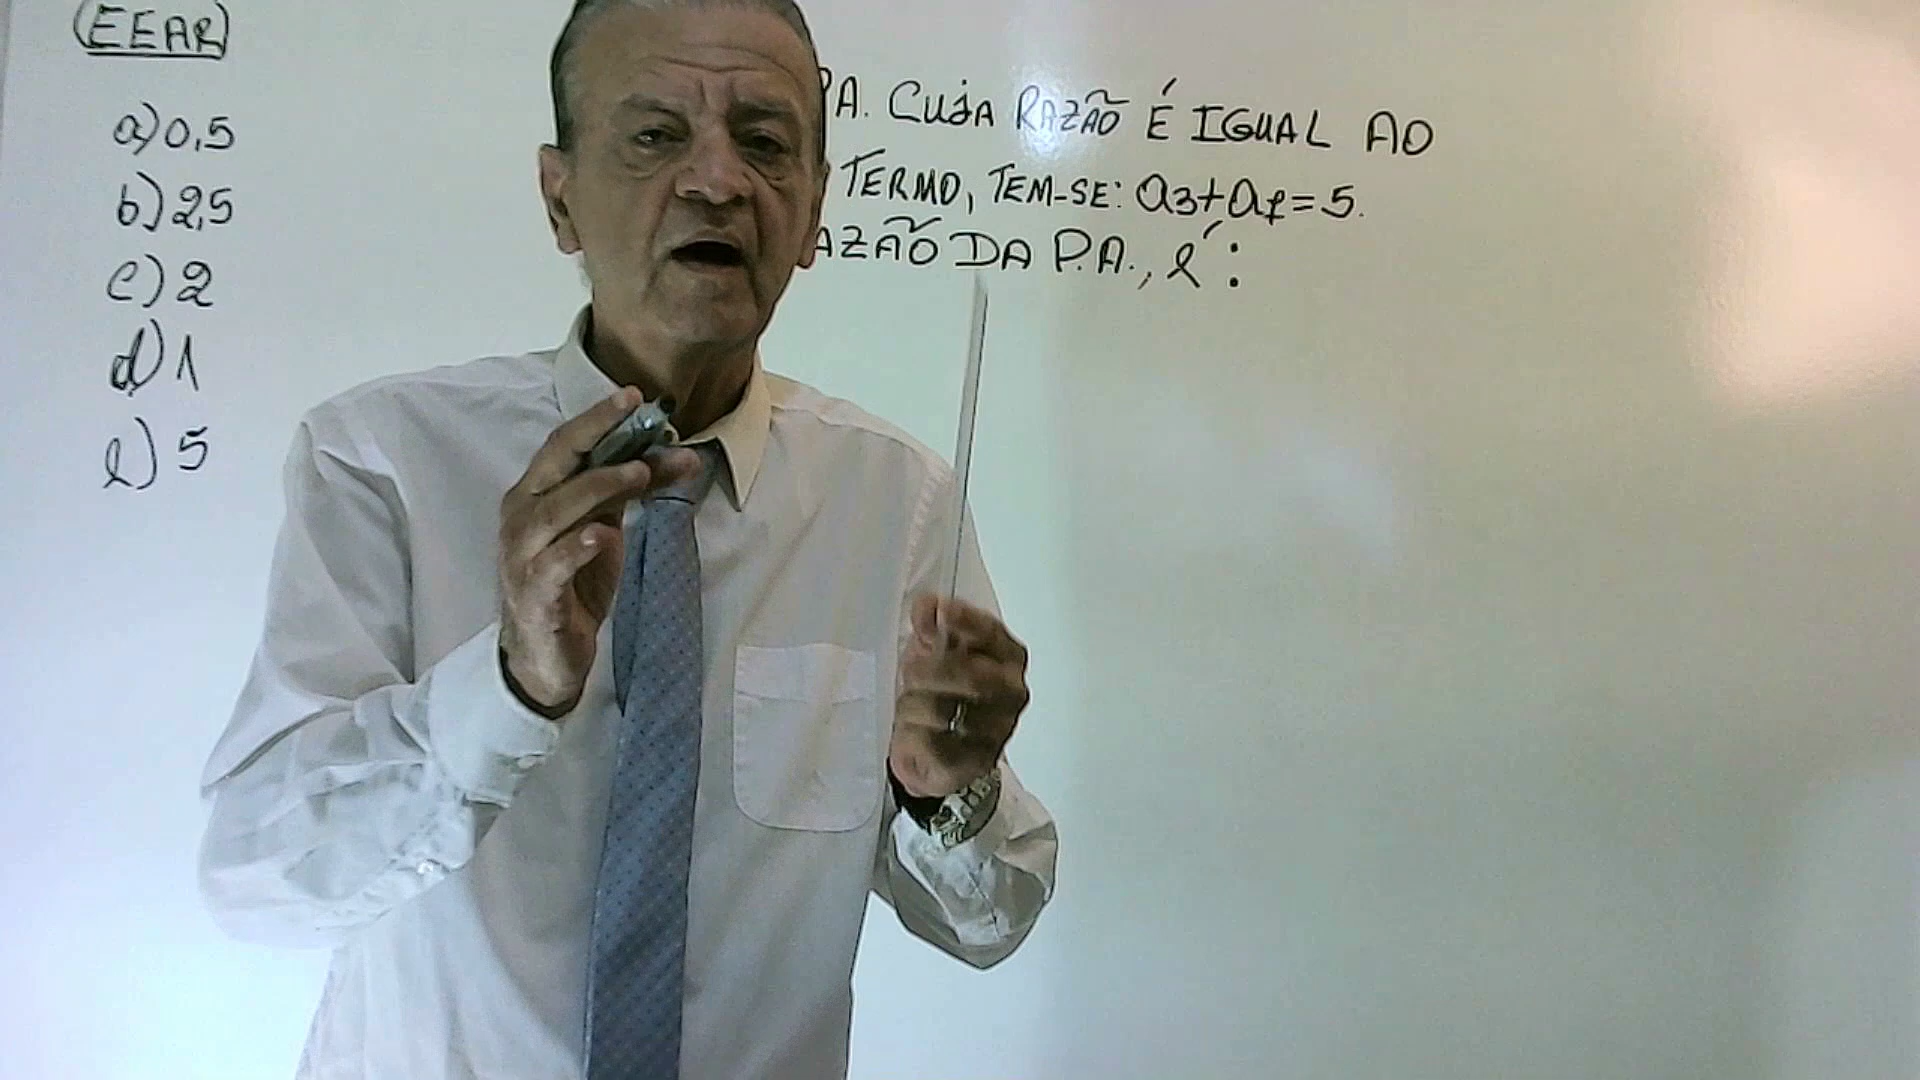 (EEAR)
a) 0,5
b) 2,5
c) 2
d) 1
e) 5
PA. CUJA RAZÃO É IGUAL AO
TERMO, TEM-SE: a3+a7=5.
AZÃO DA P.A., é: